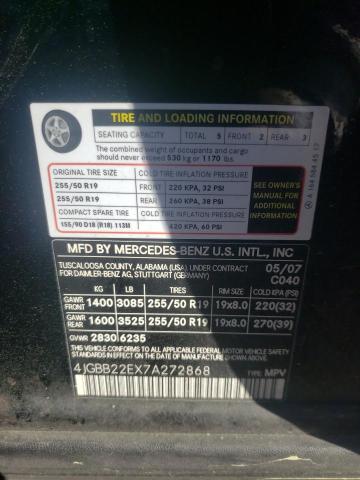 TIRE AND LOADING INFORMATION
SEATING CAPACITY TOTAL 5 FRONT 2 REAR 3
The combined weight of occupants and cargo
should never exceed 530 kg or 1170 lbs.
ORIGINAL TIRE SIZE COLD TIRE INFLATION PRESSURE
255/50 R19 FRONT 220 KPA, 32 PSI
255/50 R19 REAR 260 KPA, 38 PSI
COMPACT SPARE TIRE COLD TIRE INFLATION PRESSURE
155/90 D18 (R18) 113M 420 KPA, 60 PSI
SEE OWNER'S
MANUAL FOR
ADDITIONAL
INFORMATION
A 164 584 45 17
MFD BY MERCEDES-BENZ U.S. INTL., INC
TUSCALOOSA COUNTY, ALABAMA (USA), UNDER CONTRACT
FOR DAIMLER-BENZ AG, STUTTGART (GERMANY)
05/07
C040
KG LB COLD KPA (PSI)
GAWR FRONT 1400 3085 255/50 R19 19x8.0 220(32)
GAWR REAR 1600 3525 255/50 R19 19x8.0 270(39)
GVWR 2830 6235
THIS VEHICLE CONFORMS TO ALL APPLICABLE U.S. FEDERAL MOTOR VEHICLE
SAFETY STANDARDS IN EFFECT ON THE DATE OF MANUFACTURE SHOWN ABOVE.
4JGBB22EX7A272868 TYPE: MPV